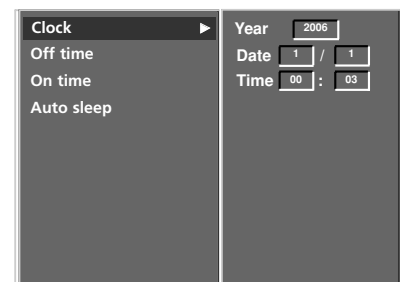 Clock
Off time
On time
Auto sleep
Year 2006
Date 1 / 1
Time 00 : 03